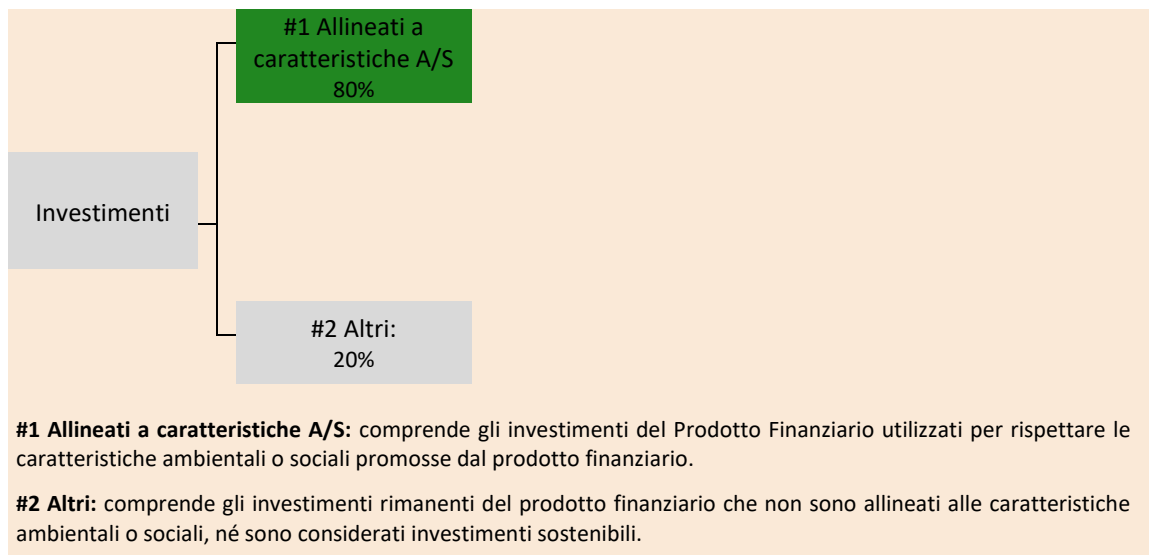 #1 Allineati a
caratteristiche A/S
80%
Investimenti
#2 Altri:
20%
#1 Allineati a caratteristiche A/S: comprende gli investimenti del Prodotto Finanziario utilizzati per rispettare le
caratteristiche ambientali o sociali promosse dal prodotto finanziario.
#2 Altri: comprende gli investimenti rimanenti del prodotto finanziario che non sono allineati alle caratteristiche
ambientali o sociali, né sono considerati investimenti sostenibili.